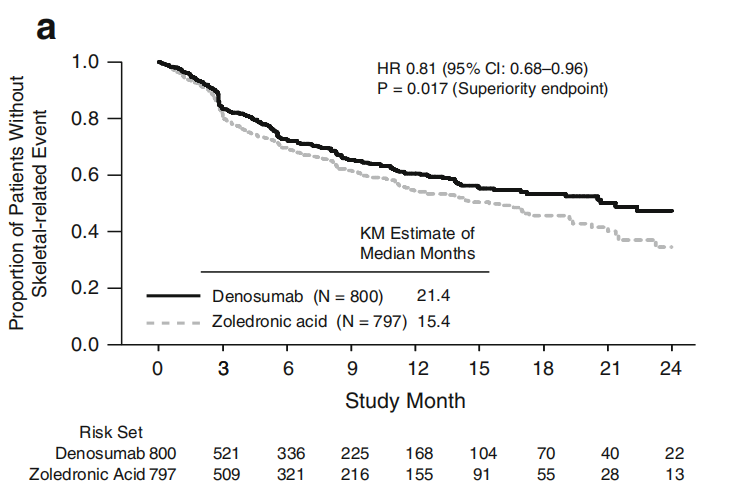 a
HR 0.81 (95% CI: 0.68–0.96)
P = 0.017 (Superiority endpoint)
Proportion of Patients Without
Skeletal-related Event
1.0
0.8
0.6
0.4
0.2
0.0
KM Estimate of
Median Months
Denosumab (N = 800) 21.4
Zoledronic acid (N = 797) 15.4
0 3 6 9 12 15 18 21 24
Study Month
Risk Set
Denosumab 800 521 336 225 168 104 70 40 22
Zoledronic Acid 797 509 321 216 155 91 55 28 13